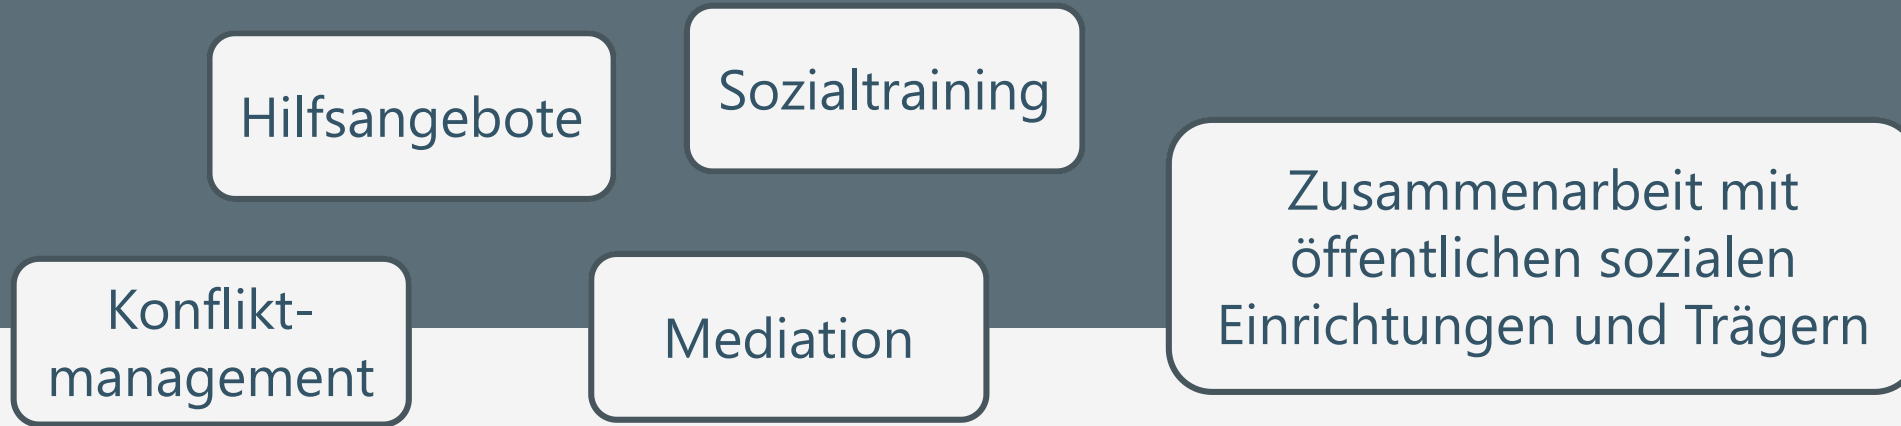 Hilfsangebote
Sozialtraining
Zusammenarbeit mit
öffentlichen sozialen
Einrichtungen und Trägern
Konflikt-
management
Mediation